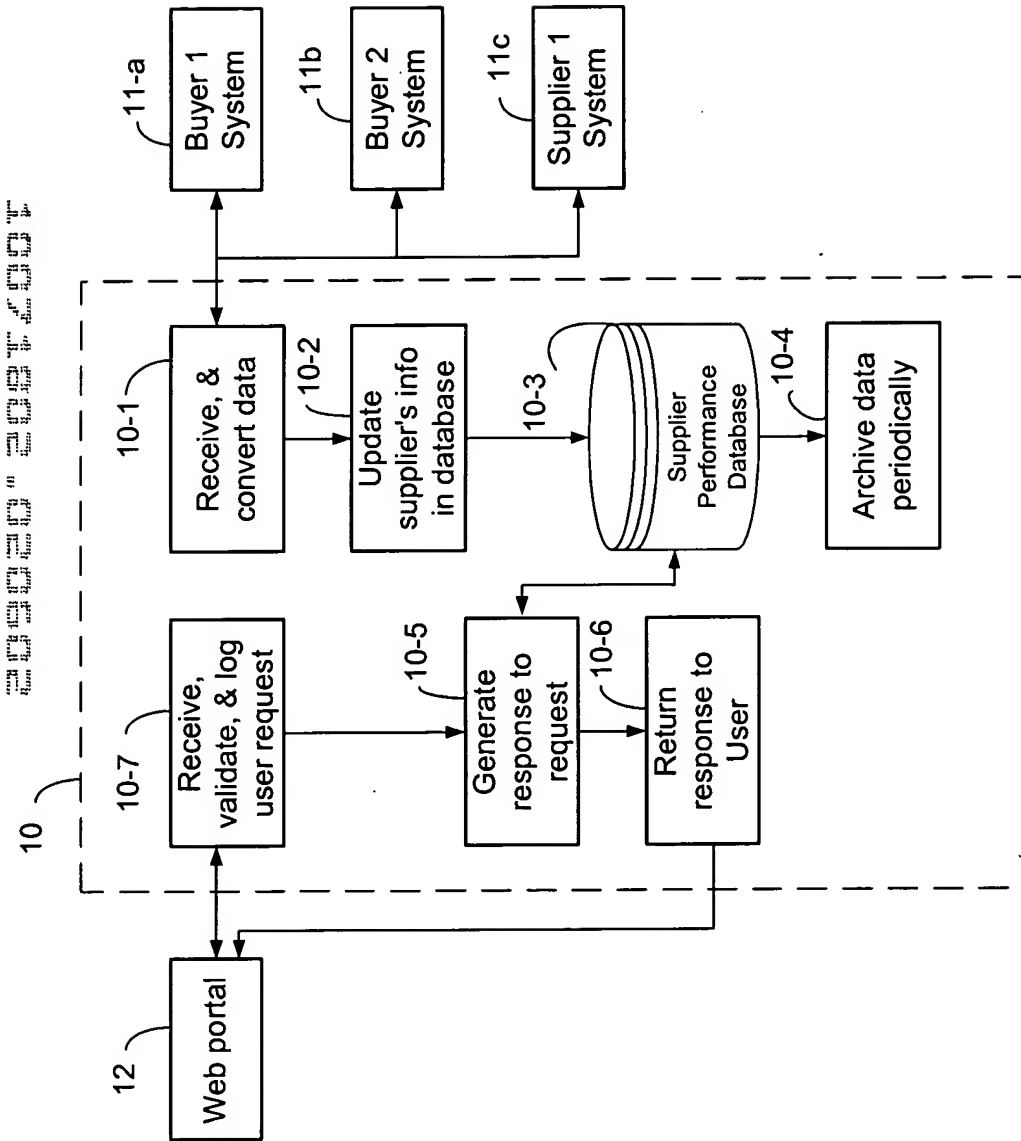 10071802.020602
10
12
Web portal
10-7
Receive,
validate, & log
user request
10-5
Generate
response to
request
10-6
Return
response to
User
10-1
Receive, &
convert data
10-2
Update
supplier's info
in database
10-3
Supplier
Performance
Database
10-4
Archive data
periodically
11-a
Buyer 1
System
11b
Buyer 2
System
11c
Supplier 1
System